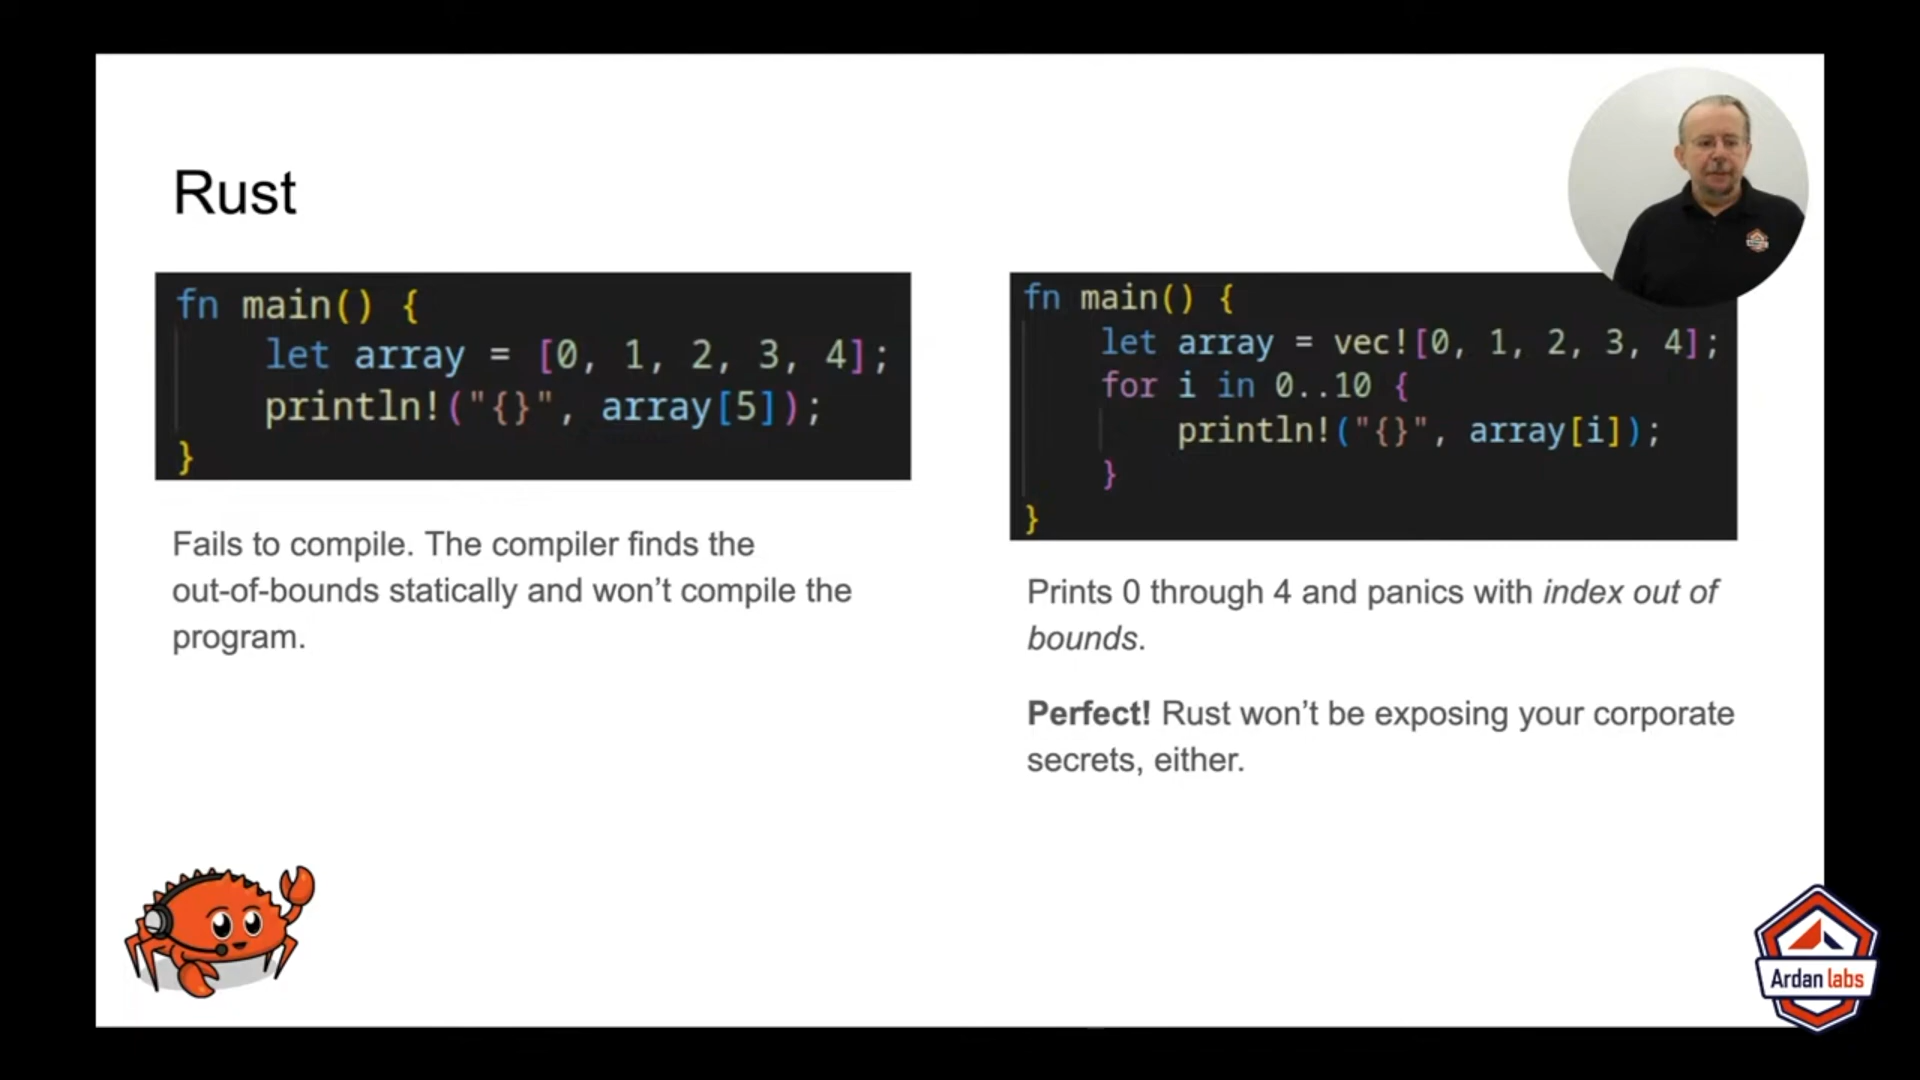 Rust
fn main() {
    let array = [0, 1, 2, 3, 4];
    println!("{}", array[5]);
}
Fails to compile. The compiler finds the
out-of-bounds statically and won’t compile the
program.
fn main() {
    let array = vec![0, 1, 2, 3, 4];
    for i in 0..10 {
        println!("{}", array[i]);
    }
}
Prints 0 through 4 and panics with index out of
bounds.
Perfect! Rust won’t be exposing your corporate
secrets, either.
Ardan labs